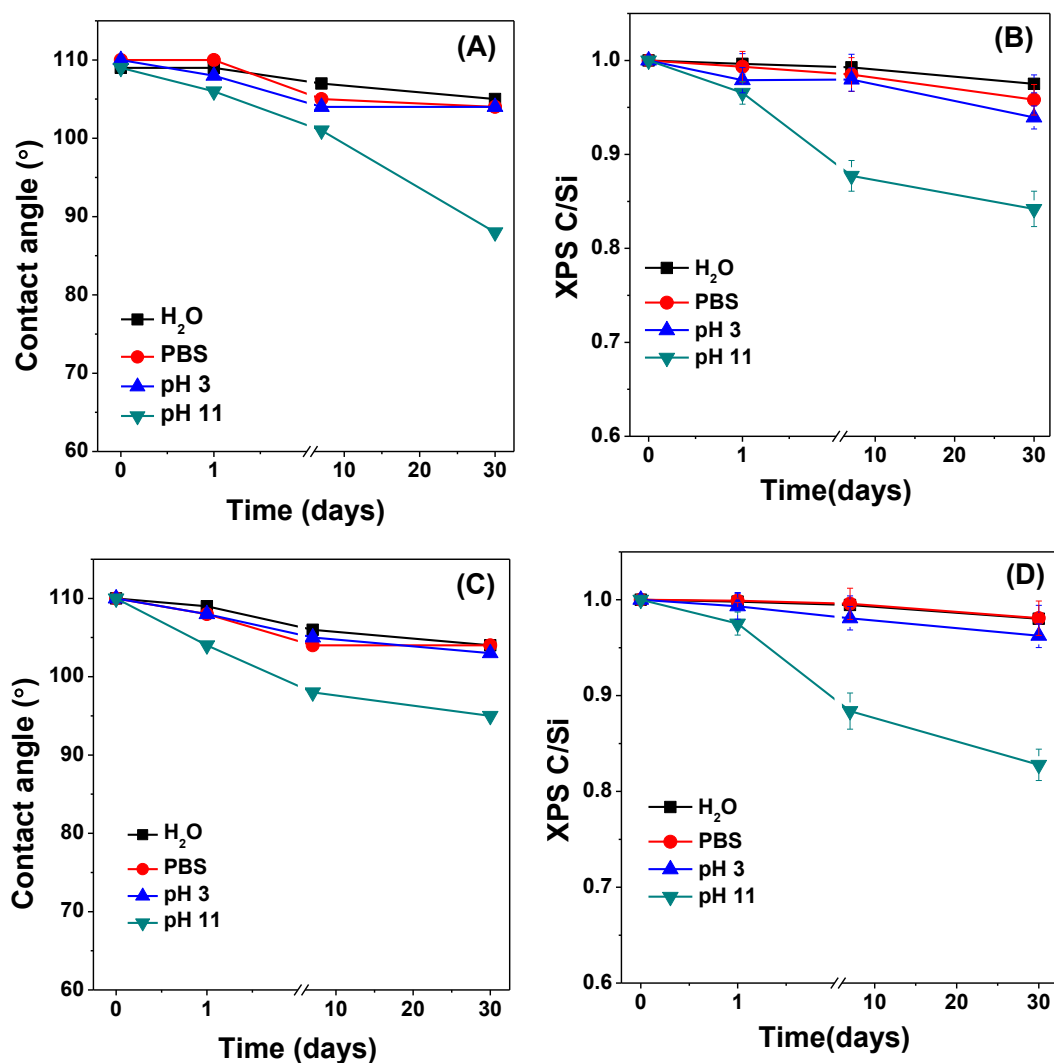 (A)
Contact angle (°)
110
100
90
80
70
60
H₂O
PBS
pH 3
pH 11
0 1 10 20 30
Time (days)
(B)
XPS C/Si
1.0
0.9
0.8
0.7
0.6
H₂O
PBS
pH 3
pH 11
0 1 10 20 30
Time(days)
(C)
Contact angle (°)
110
100
90
80
70
60
H₂O
PBS
pH 3
pH 11
0 1 10 20 30
Time (days)
(D)
XPS C/Si
1.0
0.9
0.8
0.7
0.6
H₂O
PBS
pH 3
pH 11
0 1 10 20 30
Time(days)